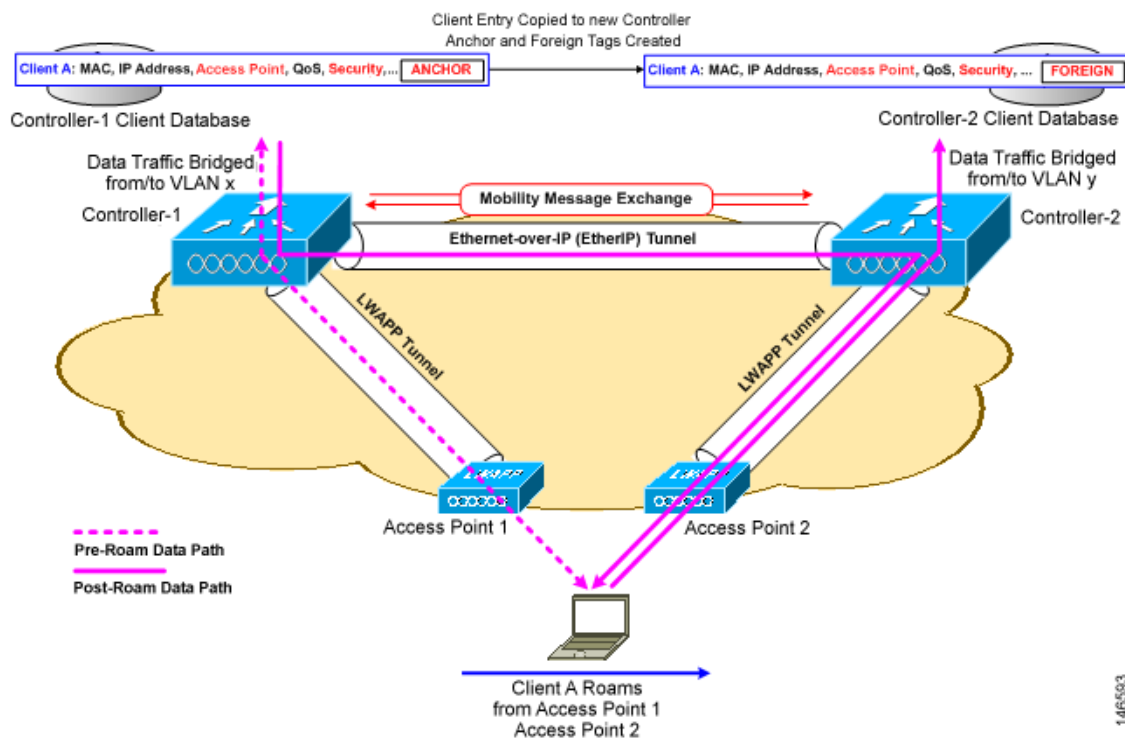 Client Entry Copied to new Controller
Anchor and Foreign Tags Created
Client A: MAC, IP Address, Access Point, QoS, Security,... ANCHOR
Client A: MAC, IP Address, Access Point, QoS, Security, ... FOREIGN
Controller-1 Client Database
Controller-2 Client Database
Data Traffic Bridged
from/to VLAN x
Data Traffic Bridged
from/to VLAN y
Controller-1
Mobility Message Exchange
Controller-2
Ethernet-over-IP (EtherIP) Tunnel
LWAPP Tunnel
LWAPP Tunnel
LWAPP
LWAPP
Access Point 1
Access Point 2
Pre-Roam Data Path
Post-Roam Data Path
Client A Roams
from Access Point 1
Access Point 2
146593